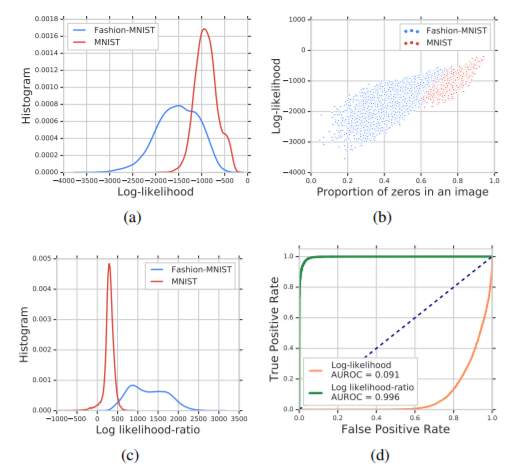 0.0018
0.0016
0.0014
0.0012
0.0010
0.0008
0.0006
0.0004
0.0002
0.0000
Histogram
Fashion-MNIST
MNIST
−4000 −3500 −3000 −2500 −2000 −1500 −1000 −500 0
Log-likelihood
(a)
1000
0
−1000
−2000
−3000
−4000
Log-likelihood
Fashion-MNIST
MNIST
0.0 0.2 0.4 0.6 0.8 1.0
Proportion of zeros in an image
(b)
0.005
0.004
0.003
0.002
0.001
0.000
Histogram
Fashion-MNIST
MNIST
−1000 −500 0 500 1000 1500 2000 2500 3000 3500
Log likelihood-ratio
(c)
1.0
0.8
0.6
0.4
0.2
0.0
True Positive Rate
Log-likelihood
AUROC = 0.091
Log likelihood-ratio
AUROC = 0.996
0.0 0.2 0.4 0.6 0.8 1.0
False Positive Rate
(d)